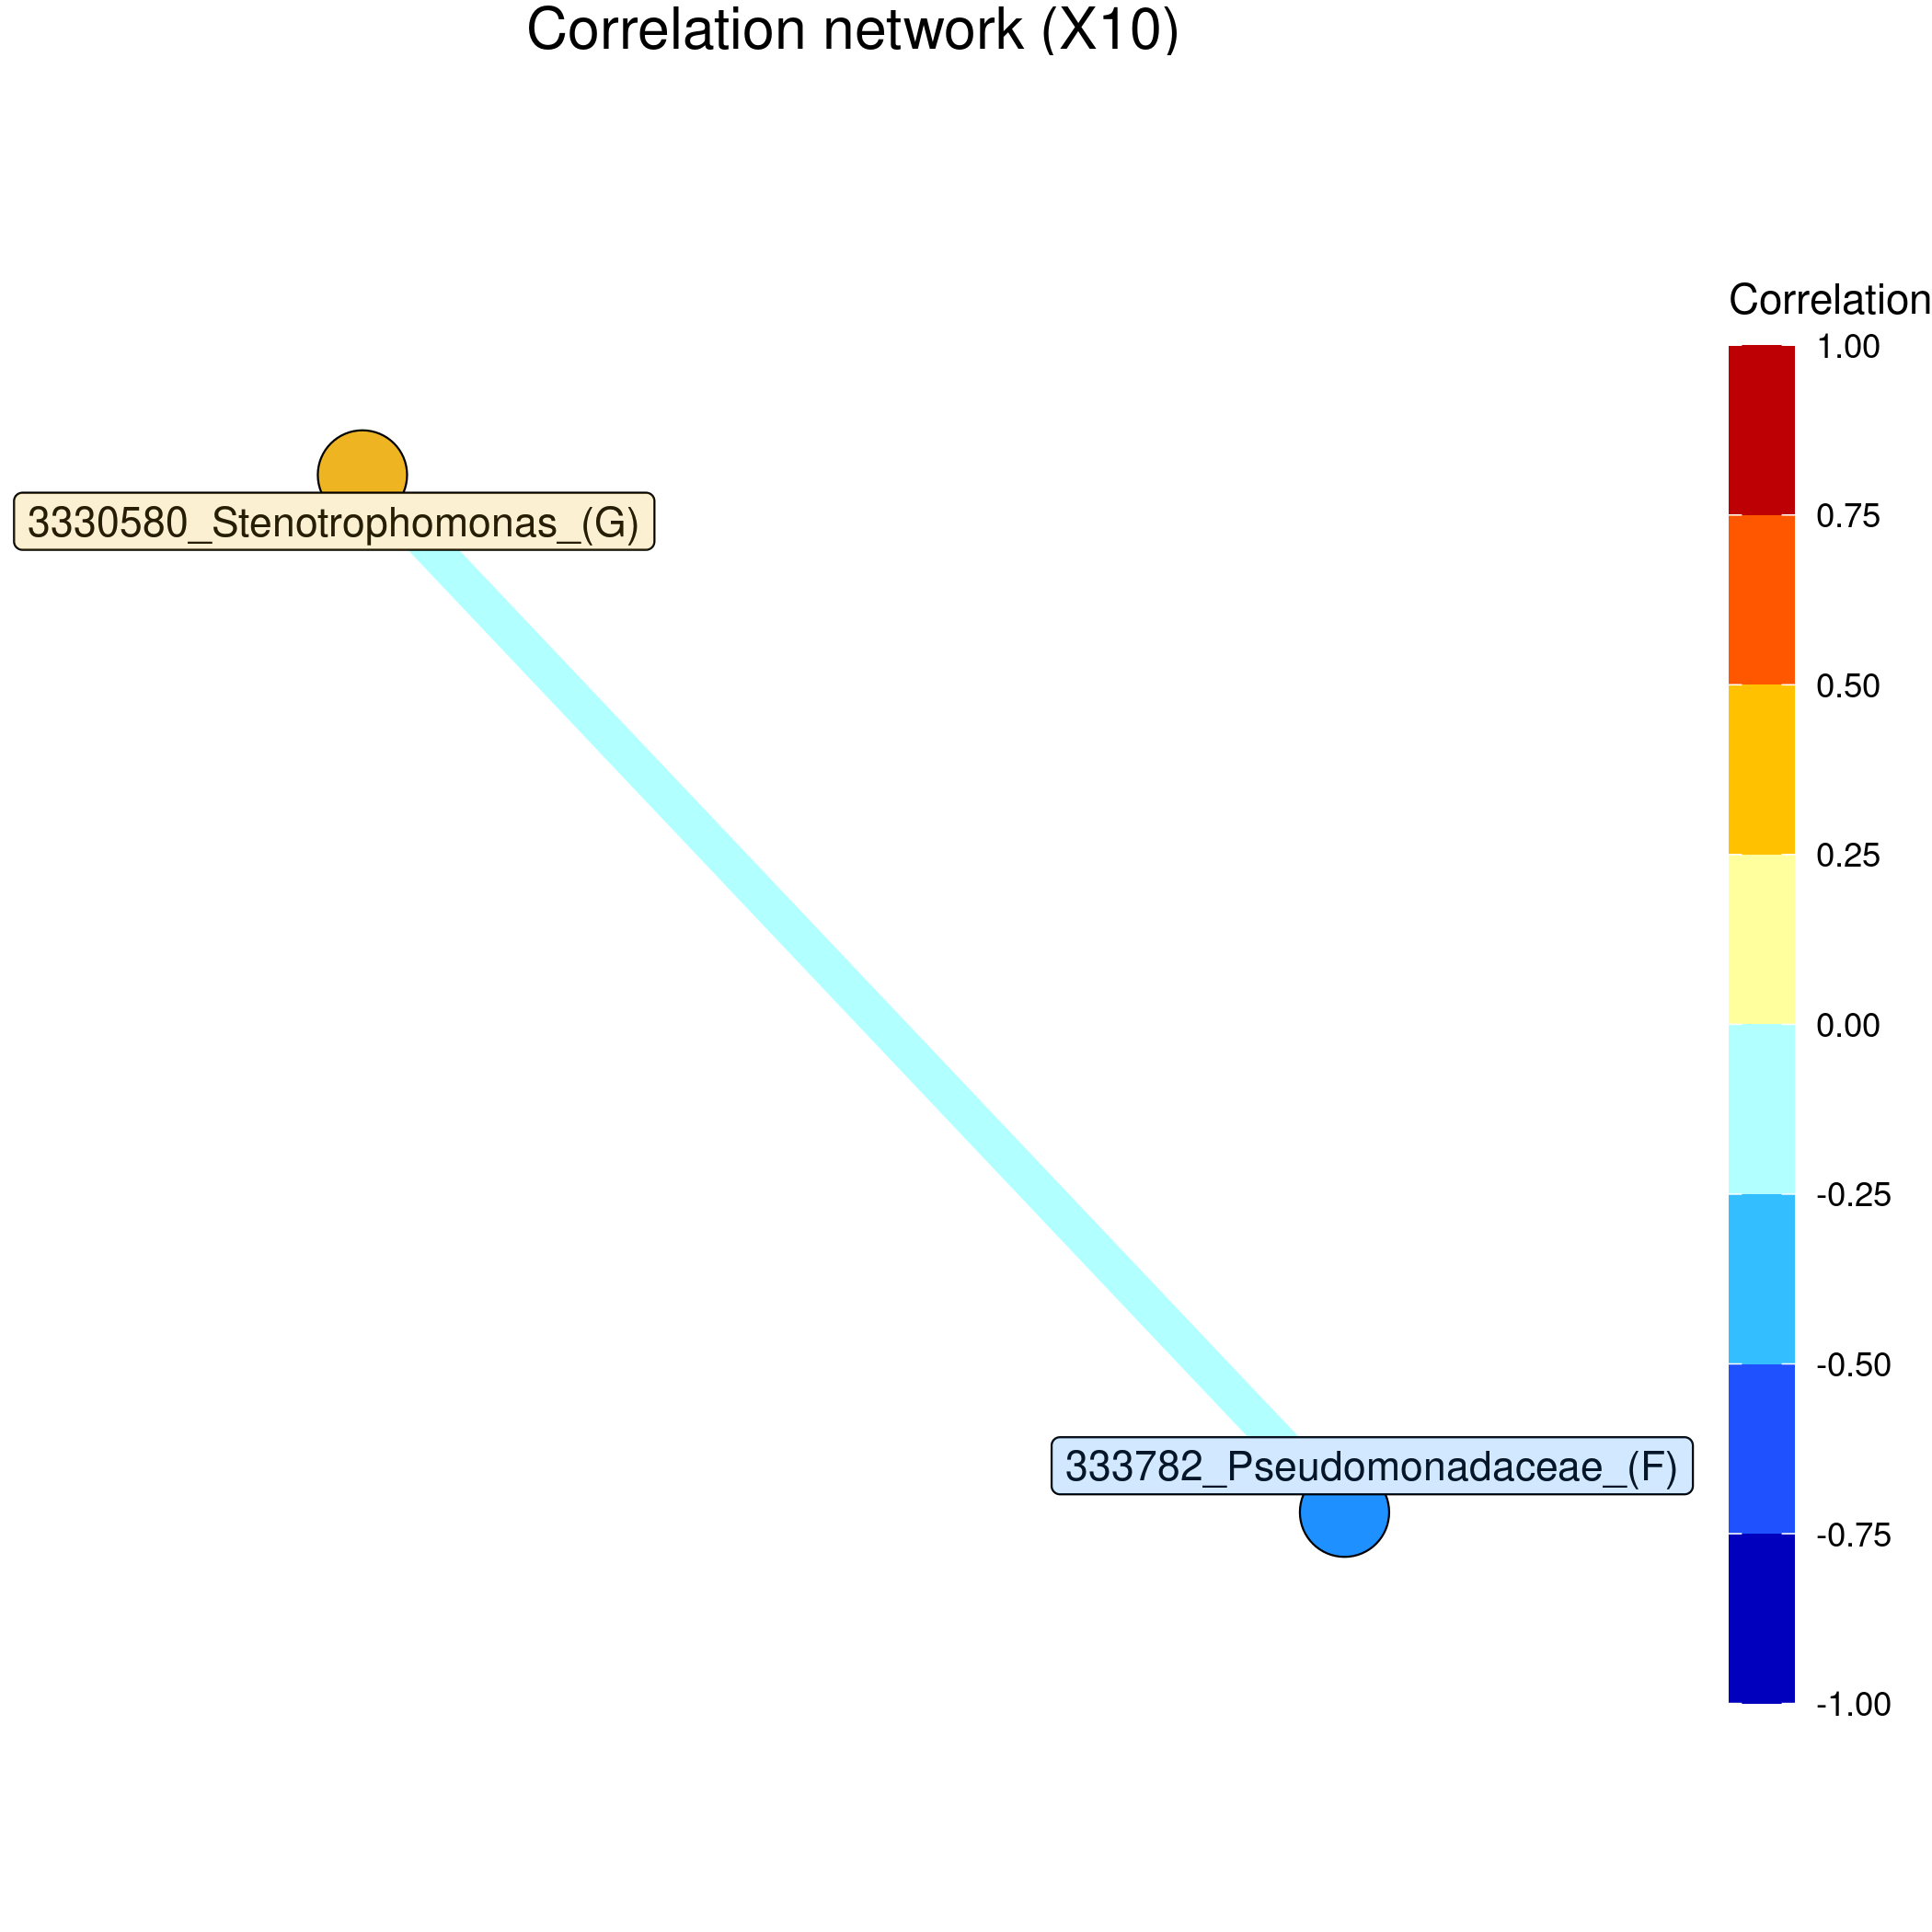 Correlation network (X10)
Correlation
1.00
0.75
0.50
0.25
0.00
-0.25
-0.50
-0.75
-1.00
3330580_Stenotrophomonas_(G)
333782_Pseudomonadaceae_(F)